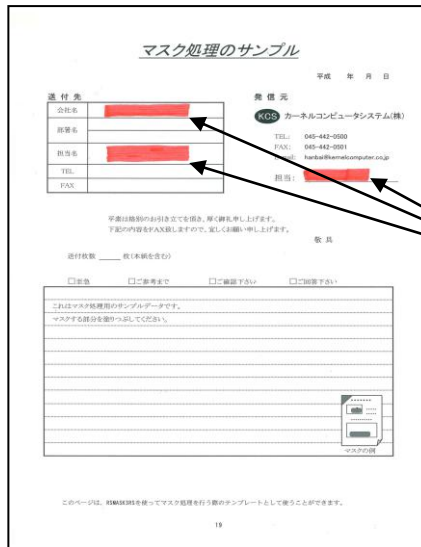 マスク処理のサンプル
平成　年　月　日
送付先
会社名
部署名
担当名
TEL
FAX
発信元
KCS カーネルコンピュータシステム(株)
TEL: 045-442-0500
FAX: 045-442-0501
E-mail: hanbai@kernelcomputer.co.jp
担当:
平素は格別のお引き立てを頂き、厚く御礼申し上げます。
下記の内容をFAX致しますので、宜しくお願い申し上げます。
敬具
送付枚数 ____ 枚(本紙を含む)
□至急 □ご参考まで □ご確認下さい □ご回答下さい
これはマスク処理用のサンプルデータです。
マスクする部分を塗りつぶしてください。
マスクの例
このページは、RSMASKSRSを使ってマスク処理を行う際のテンプレートとして使うことができます。
19